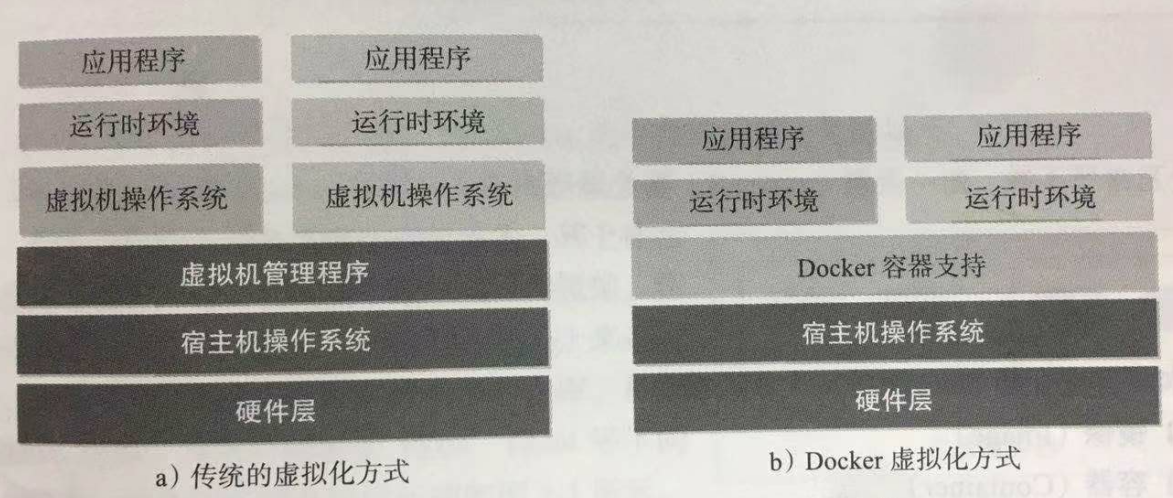 应用程序
应用程序
运行时环境
运行时环境
虚拟机操作系统
虚拟机操作系统
虚拟机管理程序
宿主机操作系统
硬件层
a）传统的虚拟化方式
应用程序
应用程序
运行时环境
运行时环境
Docker 容器支持
宿主机操作系统
硬件层
b）Docker 虚拟化方式